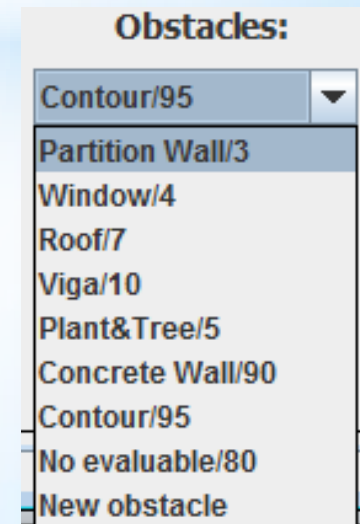 Obstacles:
Contour/95
Partition Wall/3
Window/4
Roof/7
Viga/10
Plant&Tree/5
Concrete Wall/90
Contour/95
No evaluable/80
New obstacle